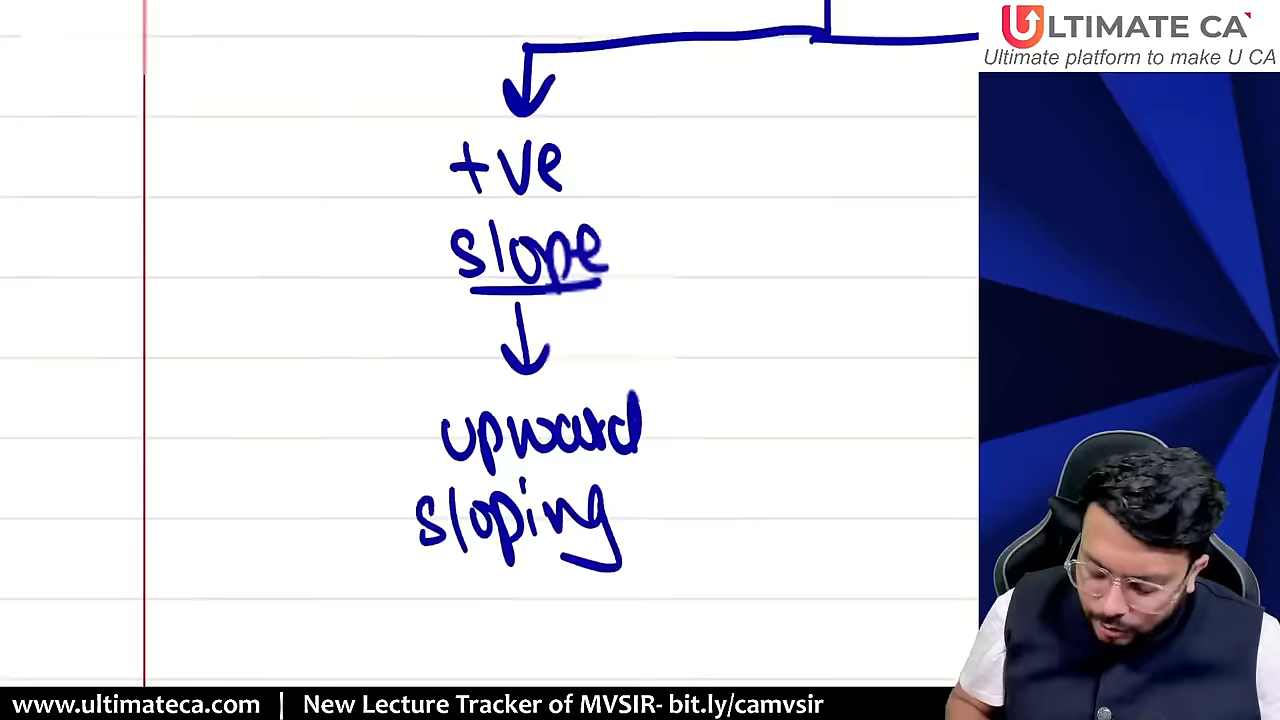 ULTIMATE CA
Ultimate platform to make U CA
+ve
slope
upward
sloping
www.ultimateca.com | New Lecture Tracker of MVSIR- bit.ly/camvsir